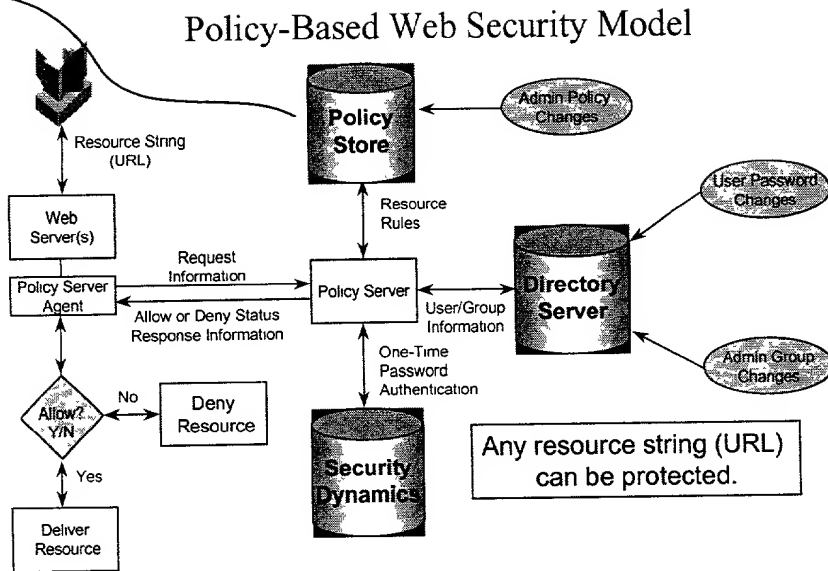 Policy-Based Web Security Model
Resource String
(URL)
Policy
Store
Admin Policy
Changes
Web
Server(s)
Resource
Rules
User Password
Changes
Request
Information
Policy Server
Agent
Allow or Deny Status
Response Information
Policy Server
User/Group
Information
Directory
Server
One-Time
Password
Authentication
Admin Group
Changes
Allow?
Y/N
No
Deny
Resource
Yes
Deliver
Resource
Security
Dynamics
Any resource string (URL)
can be protected.